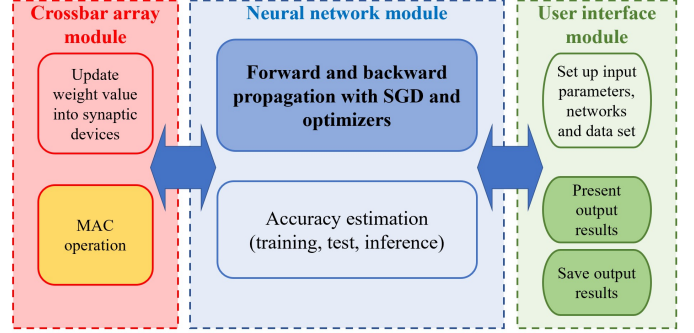 Crossbar array
module
Update
weight value
into synaptic
devices
MAC
operation
Neural network module
Forward and backward
propagation with SGD and
optimizers
Accuracy estimation
(training, test, inference)
User interface
module
Set up input
parameters,
networks
and data set
Present
output
results
Save output
results